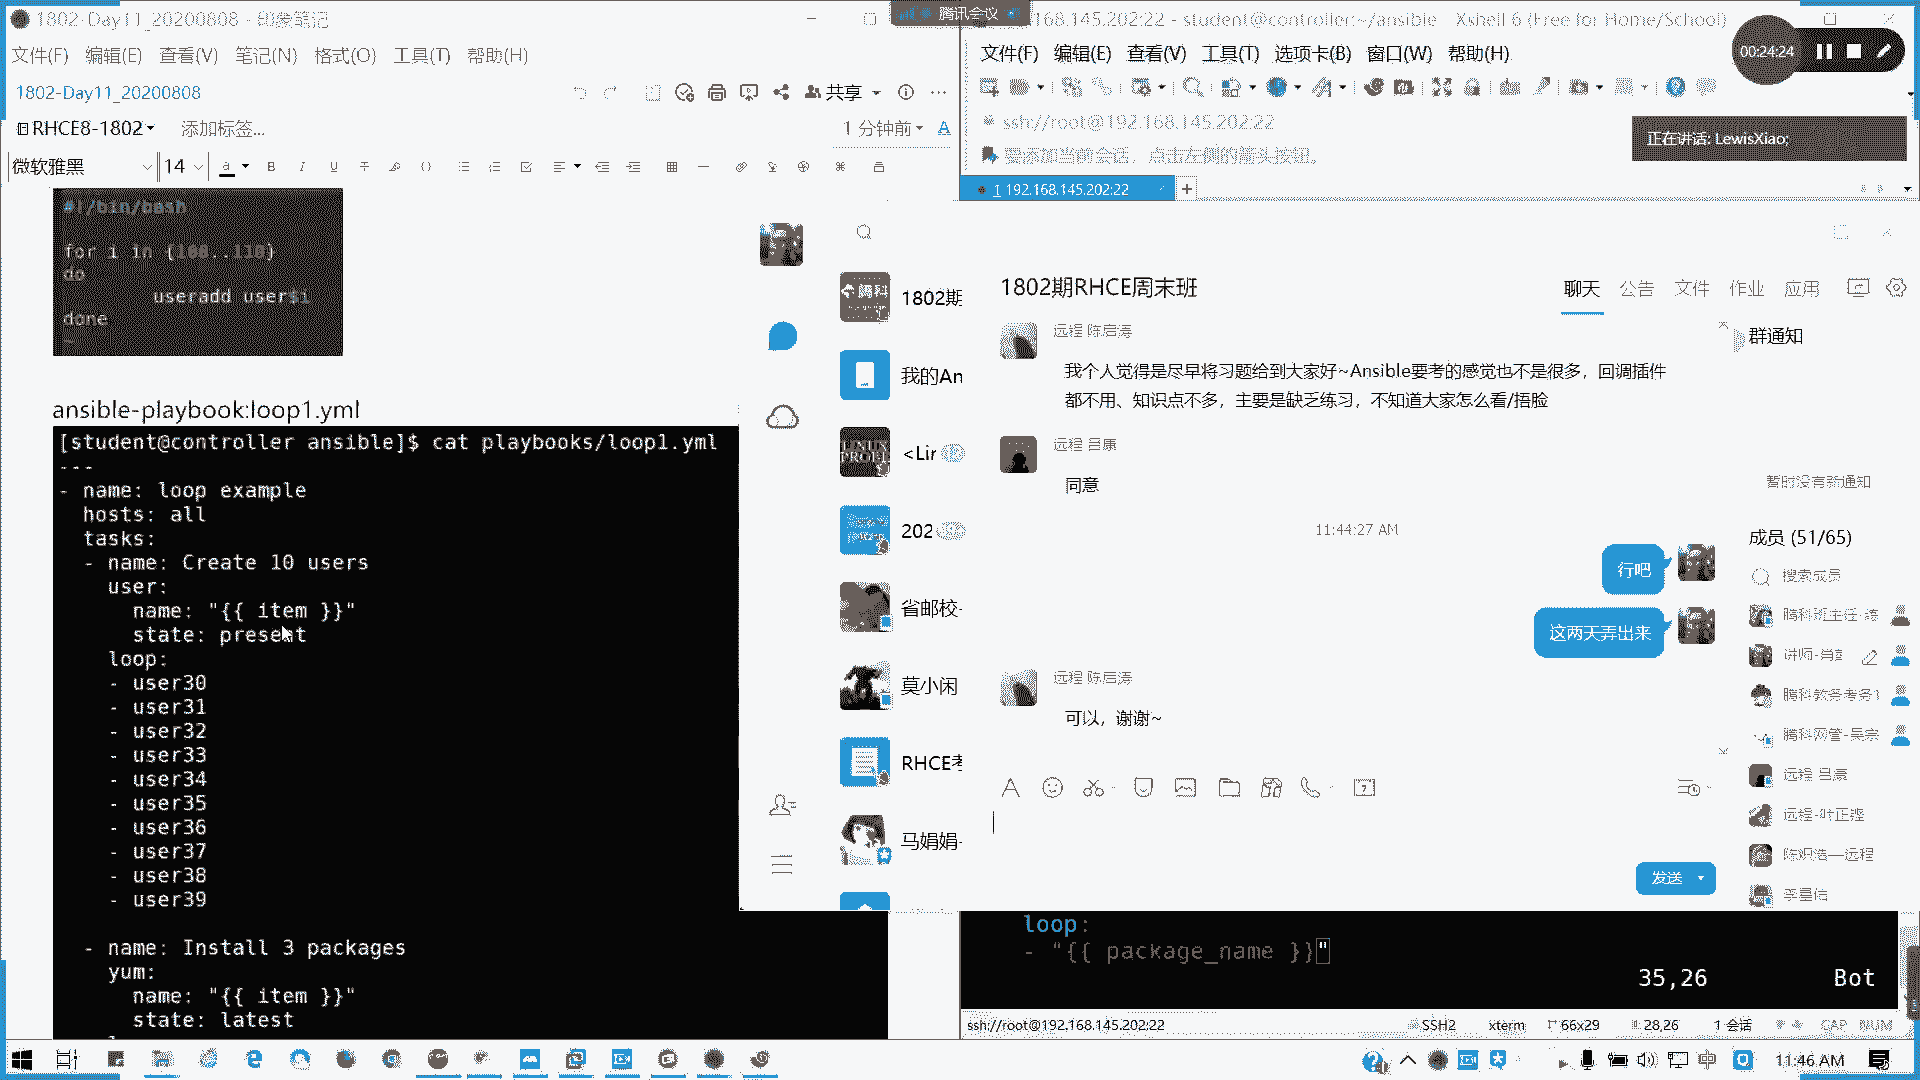 1802-Day11_20200808 - 印象笔记
文件(F) 编辑(E) 查看(V) 笔记(N) 格式(O) 工具(T) 帮助(H)
1802-Day11_20200808
共享
RHCE8-1802
添加标签...
1 分钟前
微软雅黑
14
#!/bin/bash
for i in {100..110}
do
useradd user$i
done
ansible-playbook:loop1.yml
[student@controller ansible]$ cat playbooks/loop1.yml
---
- name: loop example
hosts: all
tasks:
- name: Create 10 users
user:
name: "{{ item }}"
state: present
loop:
- user30
- user31
- user32
- user33
- user34
- user35
- user36
- user37
- user38
- user39
- name: Install 3 packages
yum:
name: "{{ item }}"
state: latest
腾讯会议
168.145.202:22 - student@controller:~/ansible - Xshell 6 (Free for Home/School)
文件(F) 编辑(E) 查看(V) 工具(T) 选项卡(B) 窗口(W) 帮助(H)
00:24:24
ssh://root@192.168.145.202:22
正在讲话: LewisXiao;
要添加当前会话，点击左侧的箭头按钮。
1 192.168.145.202:22
1802期
我的An
<Lir
202
省邮校-
莫小闲
RHCE考
马娟娟-
1802期RHCE周末班
聊天 公告 文件 作业 应用
远程 陈启涛
我个人觉得是尽早将习题给到大家好~Ansible要考的感觉也不是很多，回调插件
都不用、知识点不多，主要是缺乏练习，不知道大家怎么看/捂脸
远程 吕康
同意
11:44:27 AM
行吧
这两天弄出来
远程 陈启涛
可以，谢谢~
发送
群通知
暂时没有新通知
成员 (51/65)
搜索成员
腾科班主任-
讲师-肖
腾科教务考务
腾科网管-吴宗
远程 吕康
远程-叶正铿
陈炽浩—远程
李星信
loop:
- "{{ package_name }}"
35,26 Bot
ssh://root@192.168.145.202:22
SSH2 xterm 66x29 28,26 1 会话 CAP NUM
中
11:46 AM